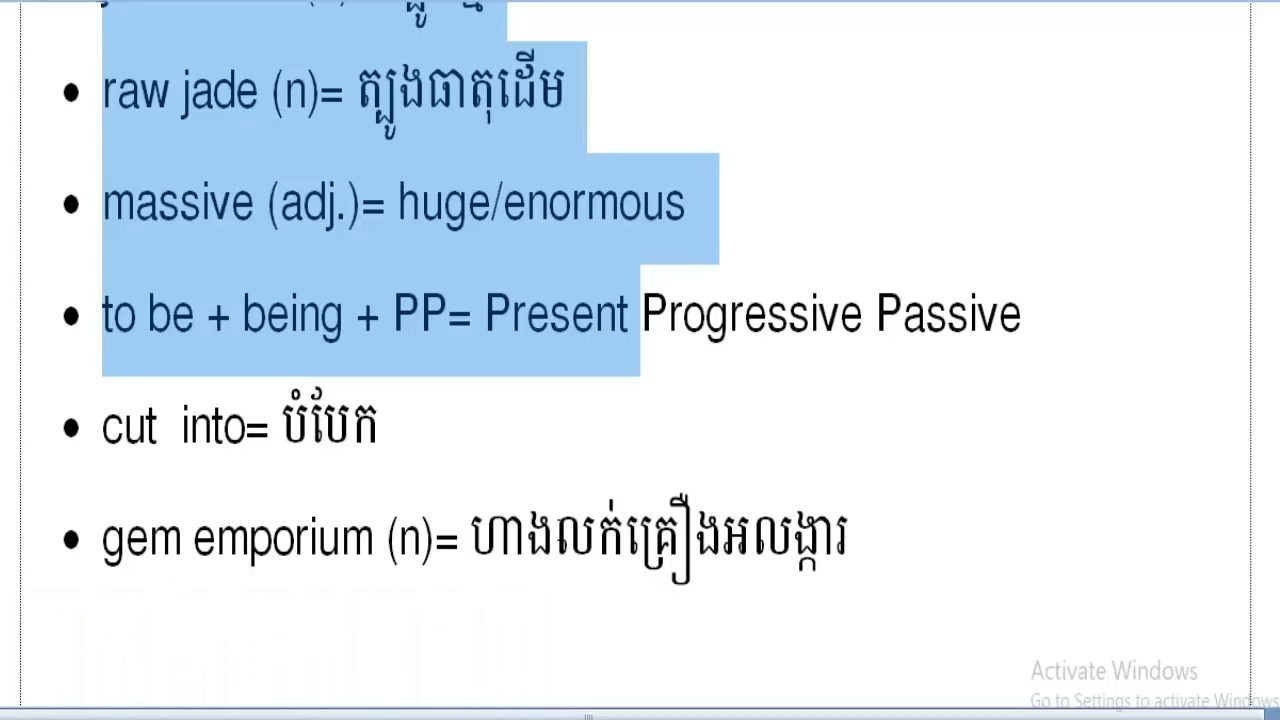 • raw jade (n)= ត្បូងធាតុដើម
• massive (adj.)= huge/enormous
• to be + being + PP= Present Progressive Passive
• cut into= បំបែក
• gem emporium (n)= ហាងលក់គ្រឿងអលង្ការ
Activate Windows
Go to Settings to activate Windows